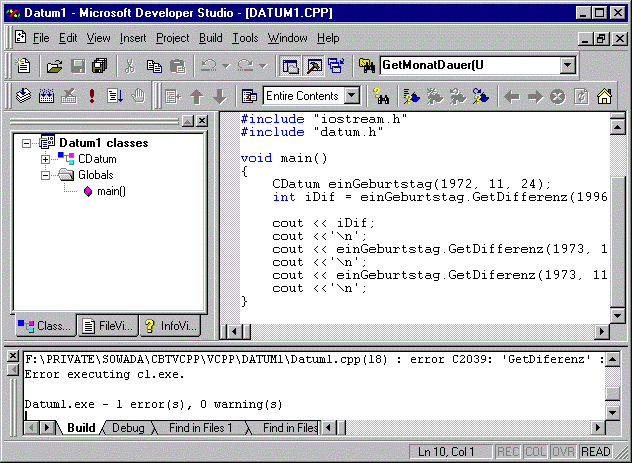 Datum1 - Microsoft Developer Studio - [DATUM1.CPP]
File Edit View Insert Project Build Tools Window Help
GetMonatDauer(U
Entire Contents
Datum1 classes
CDatum
Globals
main()
Class... FileVi... InfoVi...
#include "iostream.h"
#include "datum.h"
void main()
{
CDatum einGeburtstag(1972, 11, 24);
int iDif = einGeburtstag.GetDifferenz(1996
cout << iDif;
cout <<'\n';
cout << einGeburtstag.GetDifferenz(1973, 1
cout <<'\n';
cout << einGeburtstag.GetDiferenz(1973, 11
cout <<'\n';
}
F:\PRIVATE\SOWADA\CBTVCPP\VCPP\DATUM1\Datum1.cpp(18) : error C2039: 'GetDiferenz' :
Error executing cl.exe.
Datum1.exe - 1 error(s), 0 warning(s)
Build Debug Find in Files 1 Find in Files
Ln 10, Col 1 REC COL OVR READ